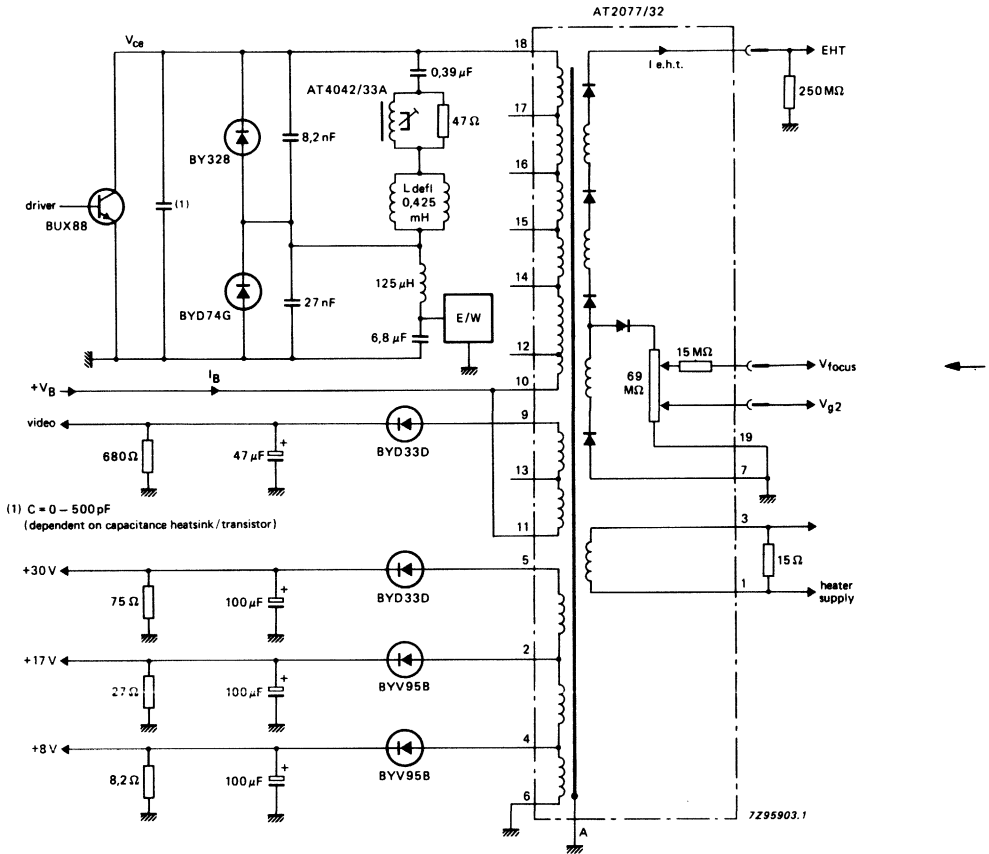 AT2077/32
Vce
18
I e.h.t.
EHT
0,39 μF
250 MΩ
AT4042/33A
17
47 Ω
8,2 nF
BY328
16
L defl
0,425
mH
driver
BUX88
(1)
15
14
125 μH
BYD74G
27 nF
E/W
6,8 μF
12
15 MΩ
Vfocus
69
MΩ
+VB
IB
10
Vg2
video
9
BYD33D
680 Ω
47 μF
+
19
13
7
(1) C = 0 – 500 pF
(dependent on capacitance heatsink / transistor)
11
3
+30 V
5
15 Ω
BYD33D
75 Ω
100 μF
+
1
heater
supply
+17 V
2
BYV95B
27 Ω
100 μF
+
+8 V
4
BYV95B
8,2 Ω
100 μF
+
6
A
7Z95903.1